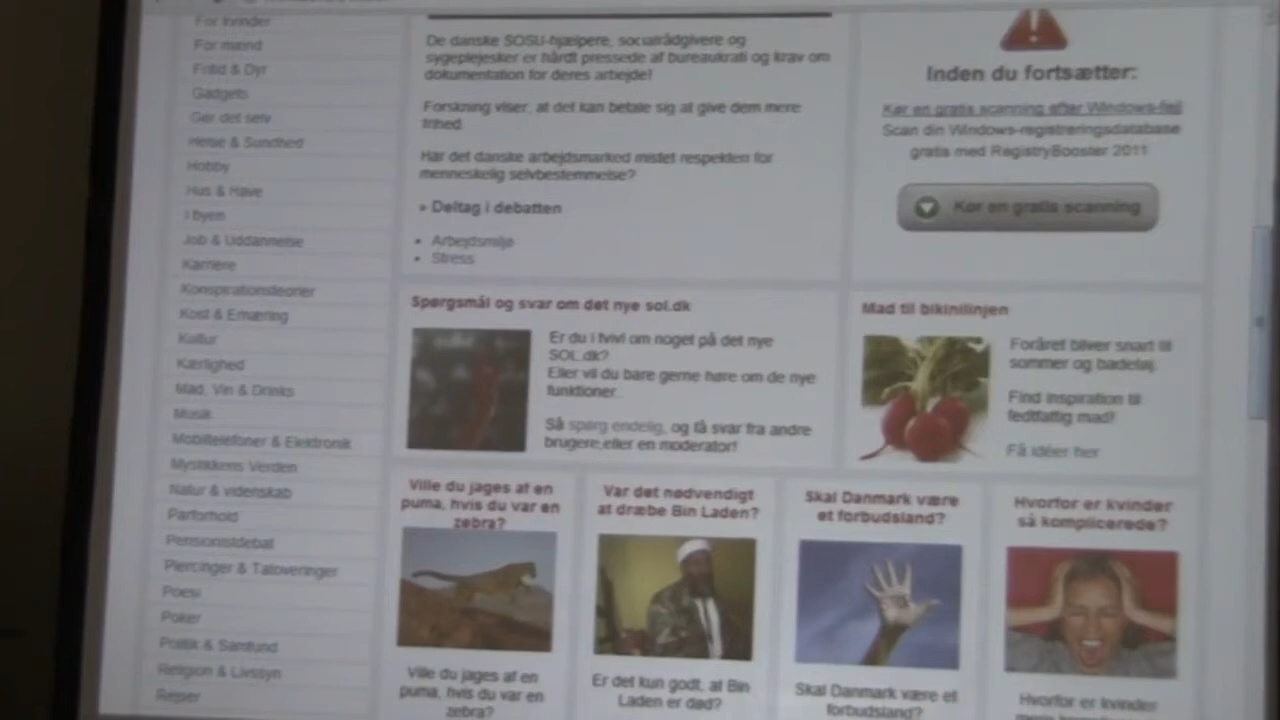 For kvinder
For mænd
Fritid & Dyr
Gadgets
Gør det selv
Helse & Sundhed
Hobby
Hus & Have
I byen
Job & Uddannelse
Karriere
Konspirationsteorier
Kost & Ernæring
Kultur
Kærlighed
Mad, Vin & Drinks
Musik
Mobiltelefoner & Elektronik
Mystikkens Verden
Natur & videnskab
Parforhold
Pensionistdebat
Piercinger & Tatoveringer
Poesi
Poker
Politik & Samfund
Religion & Livssyn
Rejser
De danske SOSU-hjælpere, socialrådgivere og
sygeplejesker er hårdt pressede af bureaukrati og krav om
dokumentation for deres arbejde!
Forskning viser, at det kan betale sig at give dem mere
frihed.
Har det danske arbejdsmarked mistet respekten for
menneskelig selvbestemmelse?
» Deltag i debatten
• Arbejdsmiljø
• Stress
Inden du fortsætter:
Kør en gratis scanning efter Windows-fejl
Scan din Windows-registreringsdatabase
gratis med RegistryBooster 2011
Kør en gratis scanning
Spørgsmål og svar om det nye sol.dk
Er du i tvivl om noget på det nye
SOL.dk?
Eller vil du bare gerne høre om de nye
funktioner.
Så spørg endelig, og få svar fra andre
brugere eller en moderator!
Mad til bikinilinjen
Foråret bliver snart til
sommer og badetøj.
Find inspiration til
fedtfattig mad!
Få idéer her
Ville du jages af en
puma, hvis du var en
zebra?
Ville du jages af en
puma, hvis du var en
zebra?
Var det nødvendigt
at dræbe Bin Laden?
Er det kun godt, at Bin
Laden er død?
Skal Danmark være
et forbudsland?
Skal Danmark være et
forbudsland?
Hvorfor er kvinder
så komplicerede?
Hvorfor er kvinder